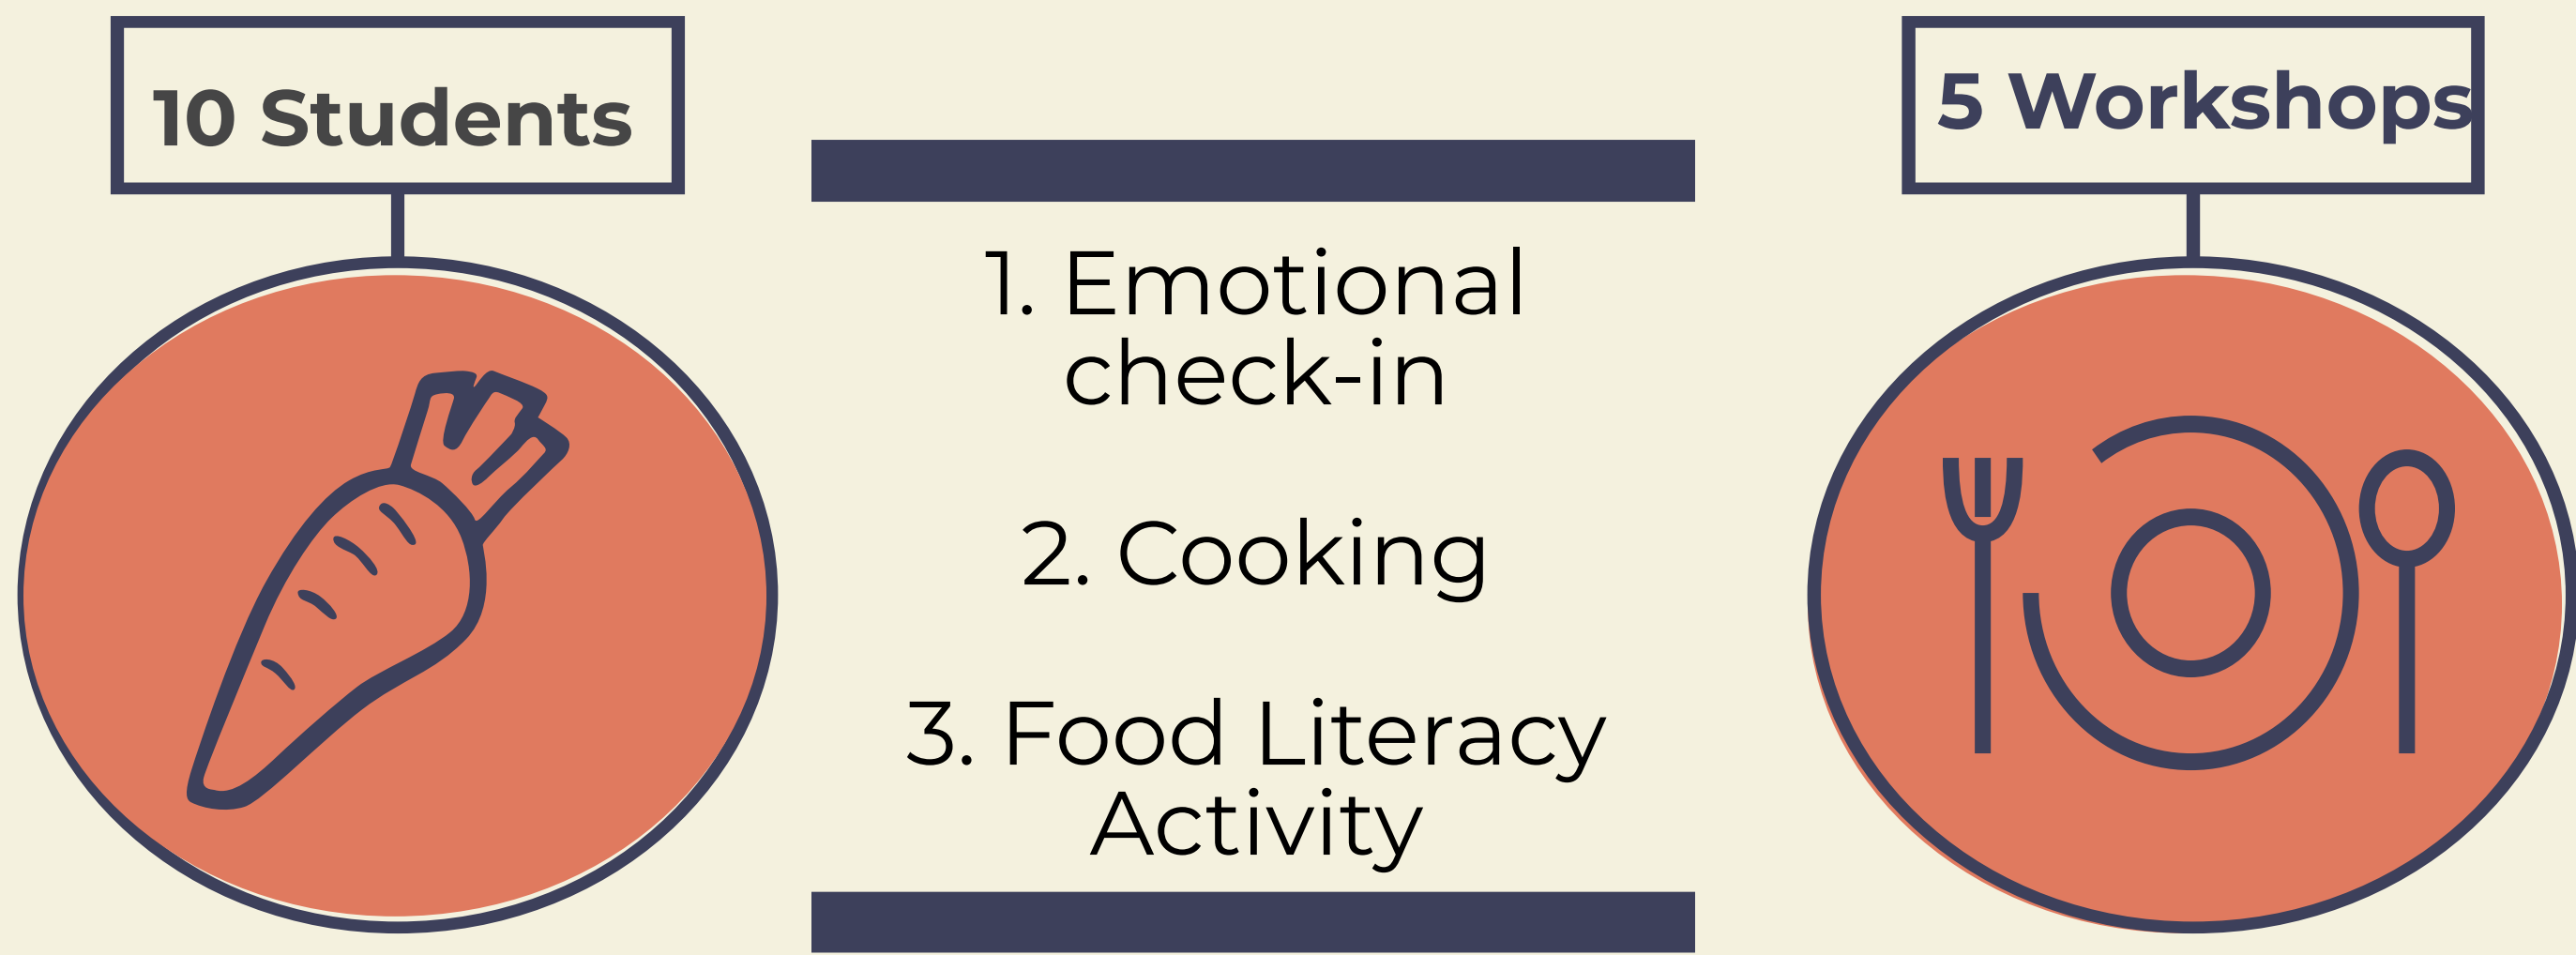 10 Students
1. Emotional
check-in
2. Cooking
3. Food Literacy
Activity
5 Workshops